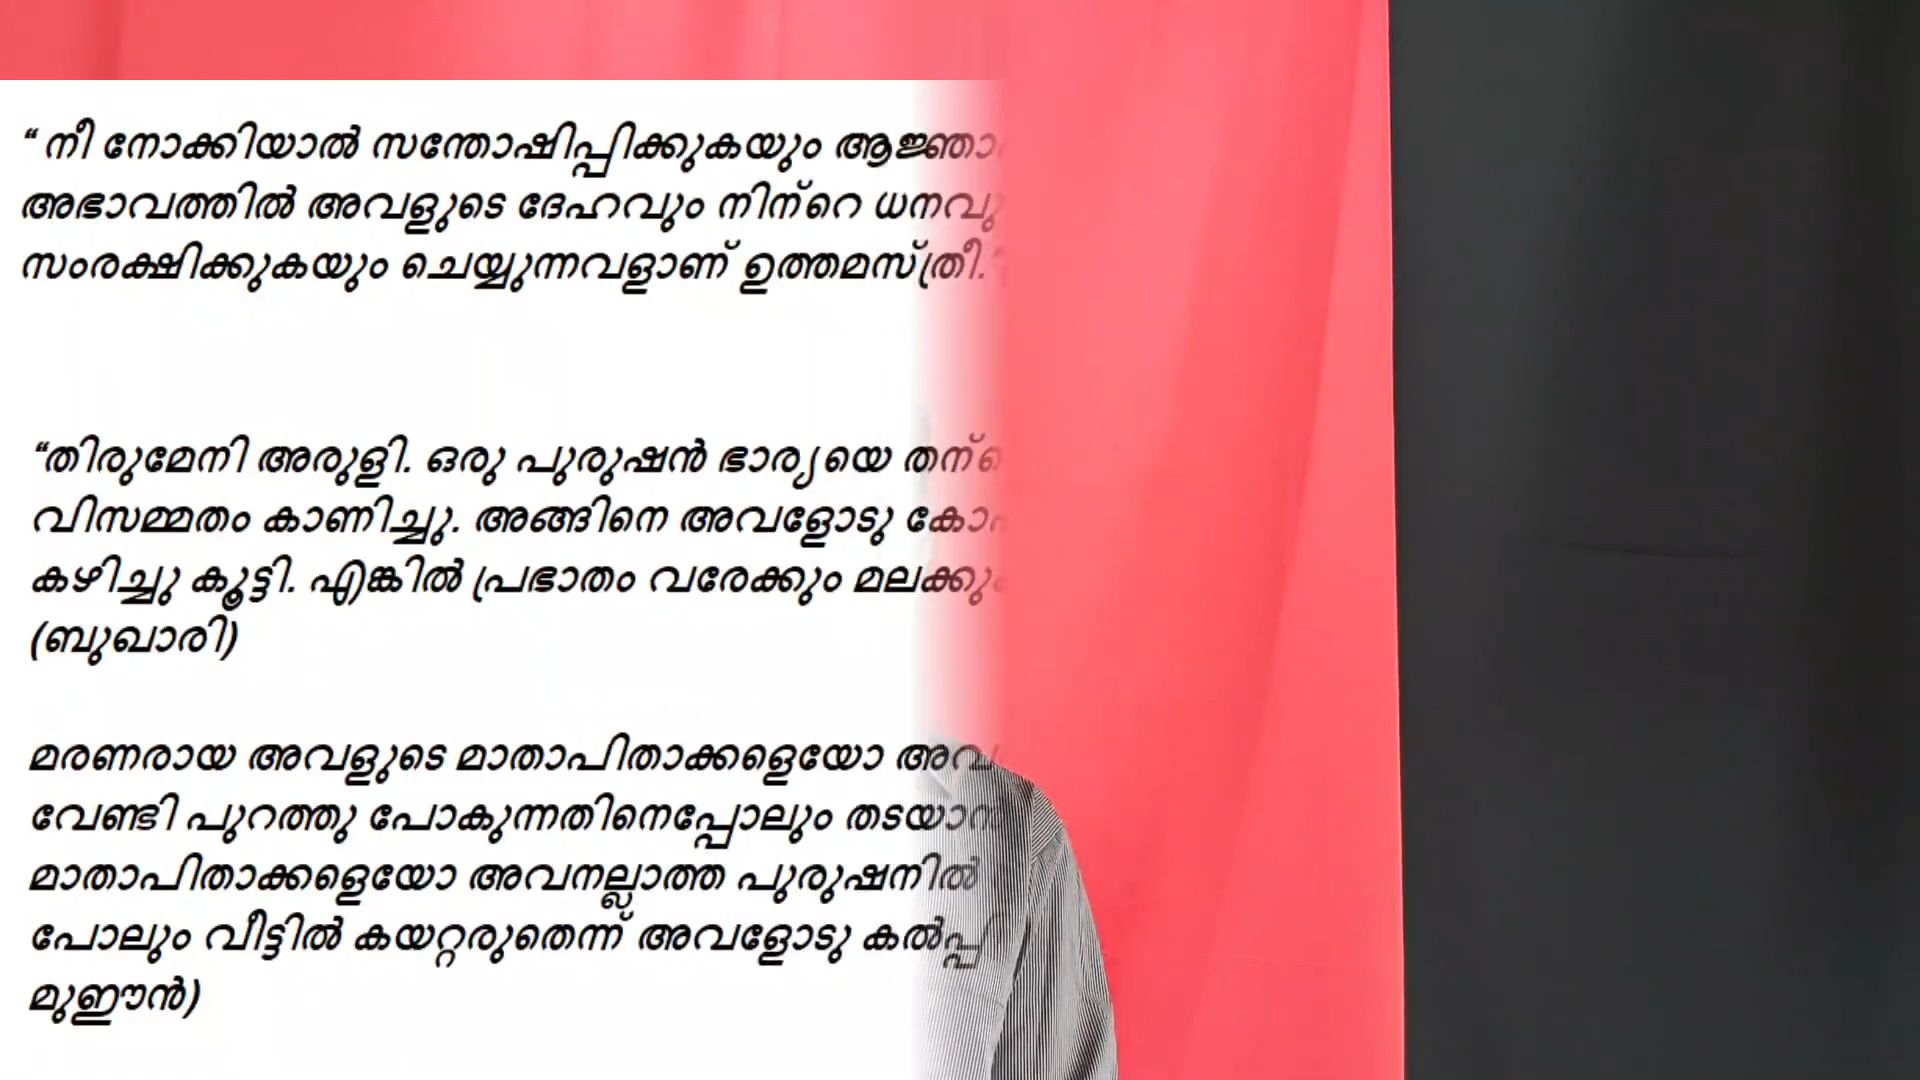 “ നീ നോക്കിയാൽ സന്തോഷിപ്പിക്കുകയും
അഭാവത്തിൽ അവളുടെ ദേഹവും നിന്റെ
സംരക്ഷിക്കുകയും ചെയ്യുന്നവളാണ് ഉത്തമസ്ത്രീ.
“തിരുമേനി അരുളി. ഒരു പുരുഷൻ ഭാര്യയെ
വിസമ്മതം കാണിച്ചു. അങ്ങിനെ അവളോടു
കഴിച്ചു കൂട്ടി. എങ്കിൽ പ്രഭാതം വരേക്കും
(ബുഖാരി)
മരണരായ അവളുടെ മാതാപിതാക്കളെയോ
വേണ്ടി പുറത്തു പോകുന്നതിനെപ്പോലും
മാതാപിതാക്കളെയോ അവനല്ലാത്ത പുരുഷനിൽ
പോലും വീട്ടിൽ കയറ്റരുതെന്ന് അവളോടു
മുഈൻ)